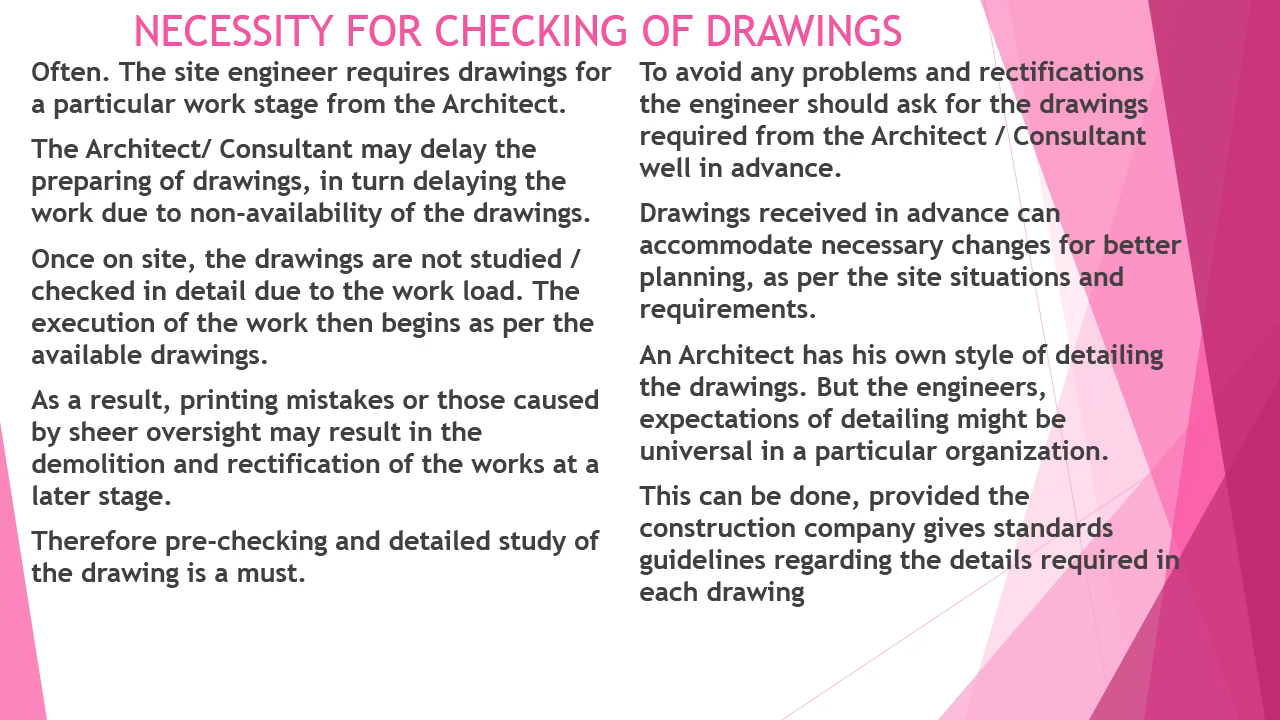 NECESSITY FOR CHECKING OF DRAWINGS
Often. The site engineer requires drawings for
a particular work stage from the Architect.
The Architect/ Consultant may delay the
preparing of drawings, in turn delaying the
work due to non-availability of the drawings.
Once on site, the drawings are not studied /
checked in detail due to the work load. The
execution of the work then begins as per the
available drawings.
As a result, printing mistakes or those caused
by sheer oversight may result in the
demolition and rectification of the works at a
later stage.
Therefore pre-checking and detailed study of
the drawing is a must.
To avoid any problems and rectifications
the engineer should ask for the drawings
required from the Architect / Consultant
well in advance.
Drawings received in advance can
accommodate necessary changes for better
planning, as per the site situations and
requirements.
An Architect has his own style of detailing
the drawings. But the engineers,
expectations of detailing might be
universal in a particular organization.
This can be done, provided the
construction company gives standards
guidelines regarding the details required in
each drawing